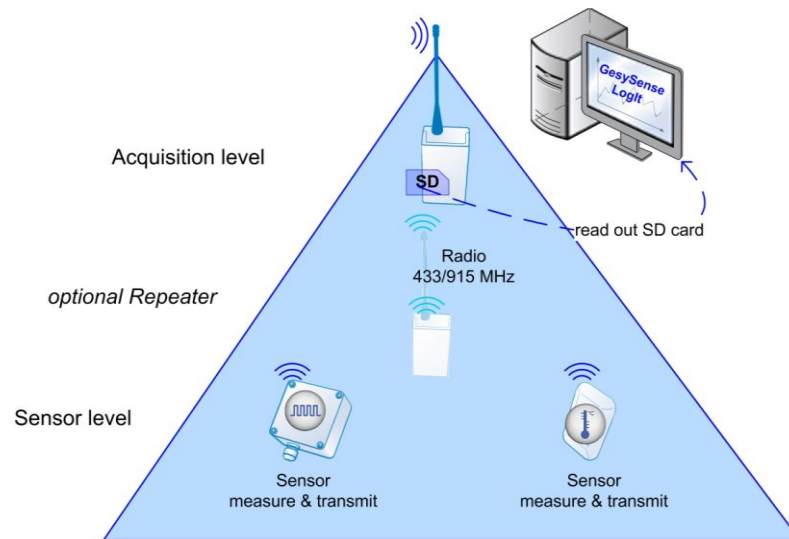 GesySense
LogIt
Acquisition level
SD
read out SD card
Radio
433/915 MHz
optional Repeater
°C
Sensor level
Sensor
measure & transmit
Sensor
measure & transmit